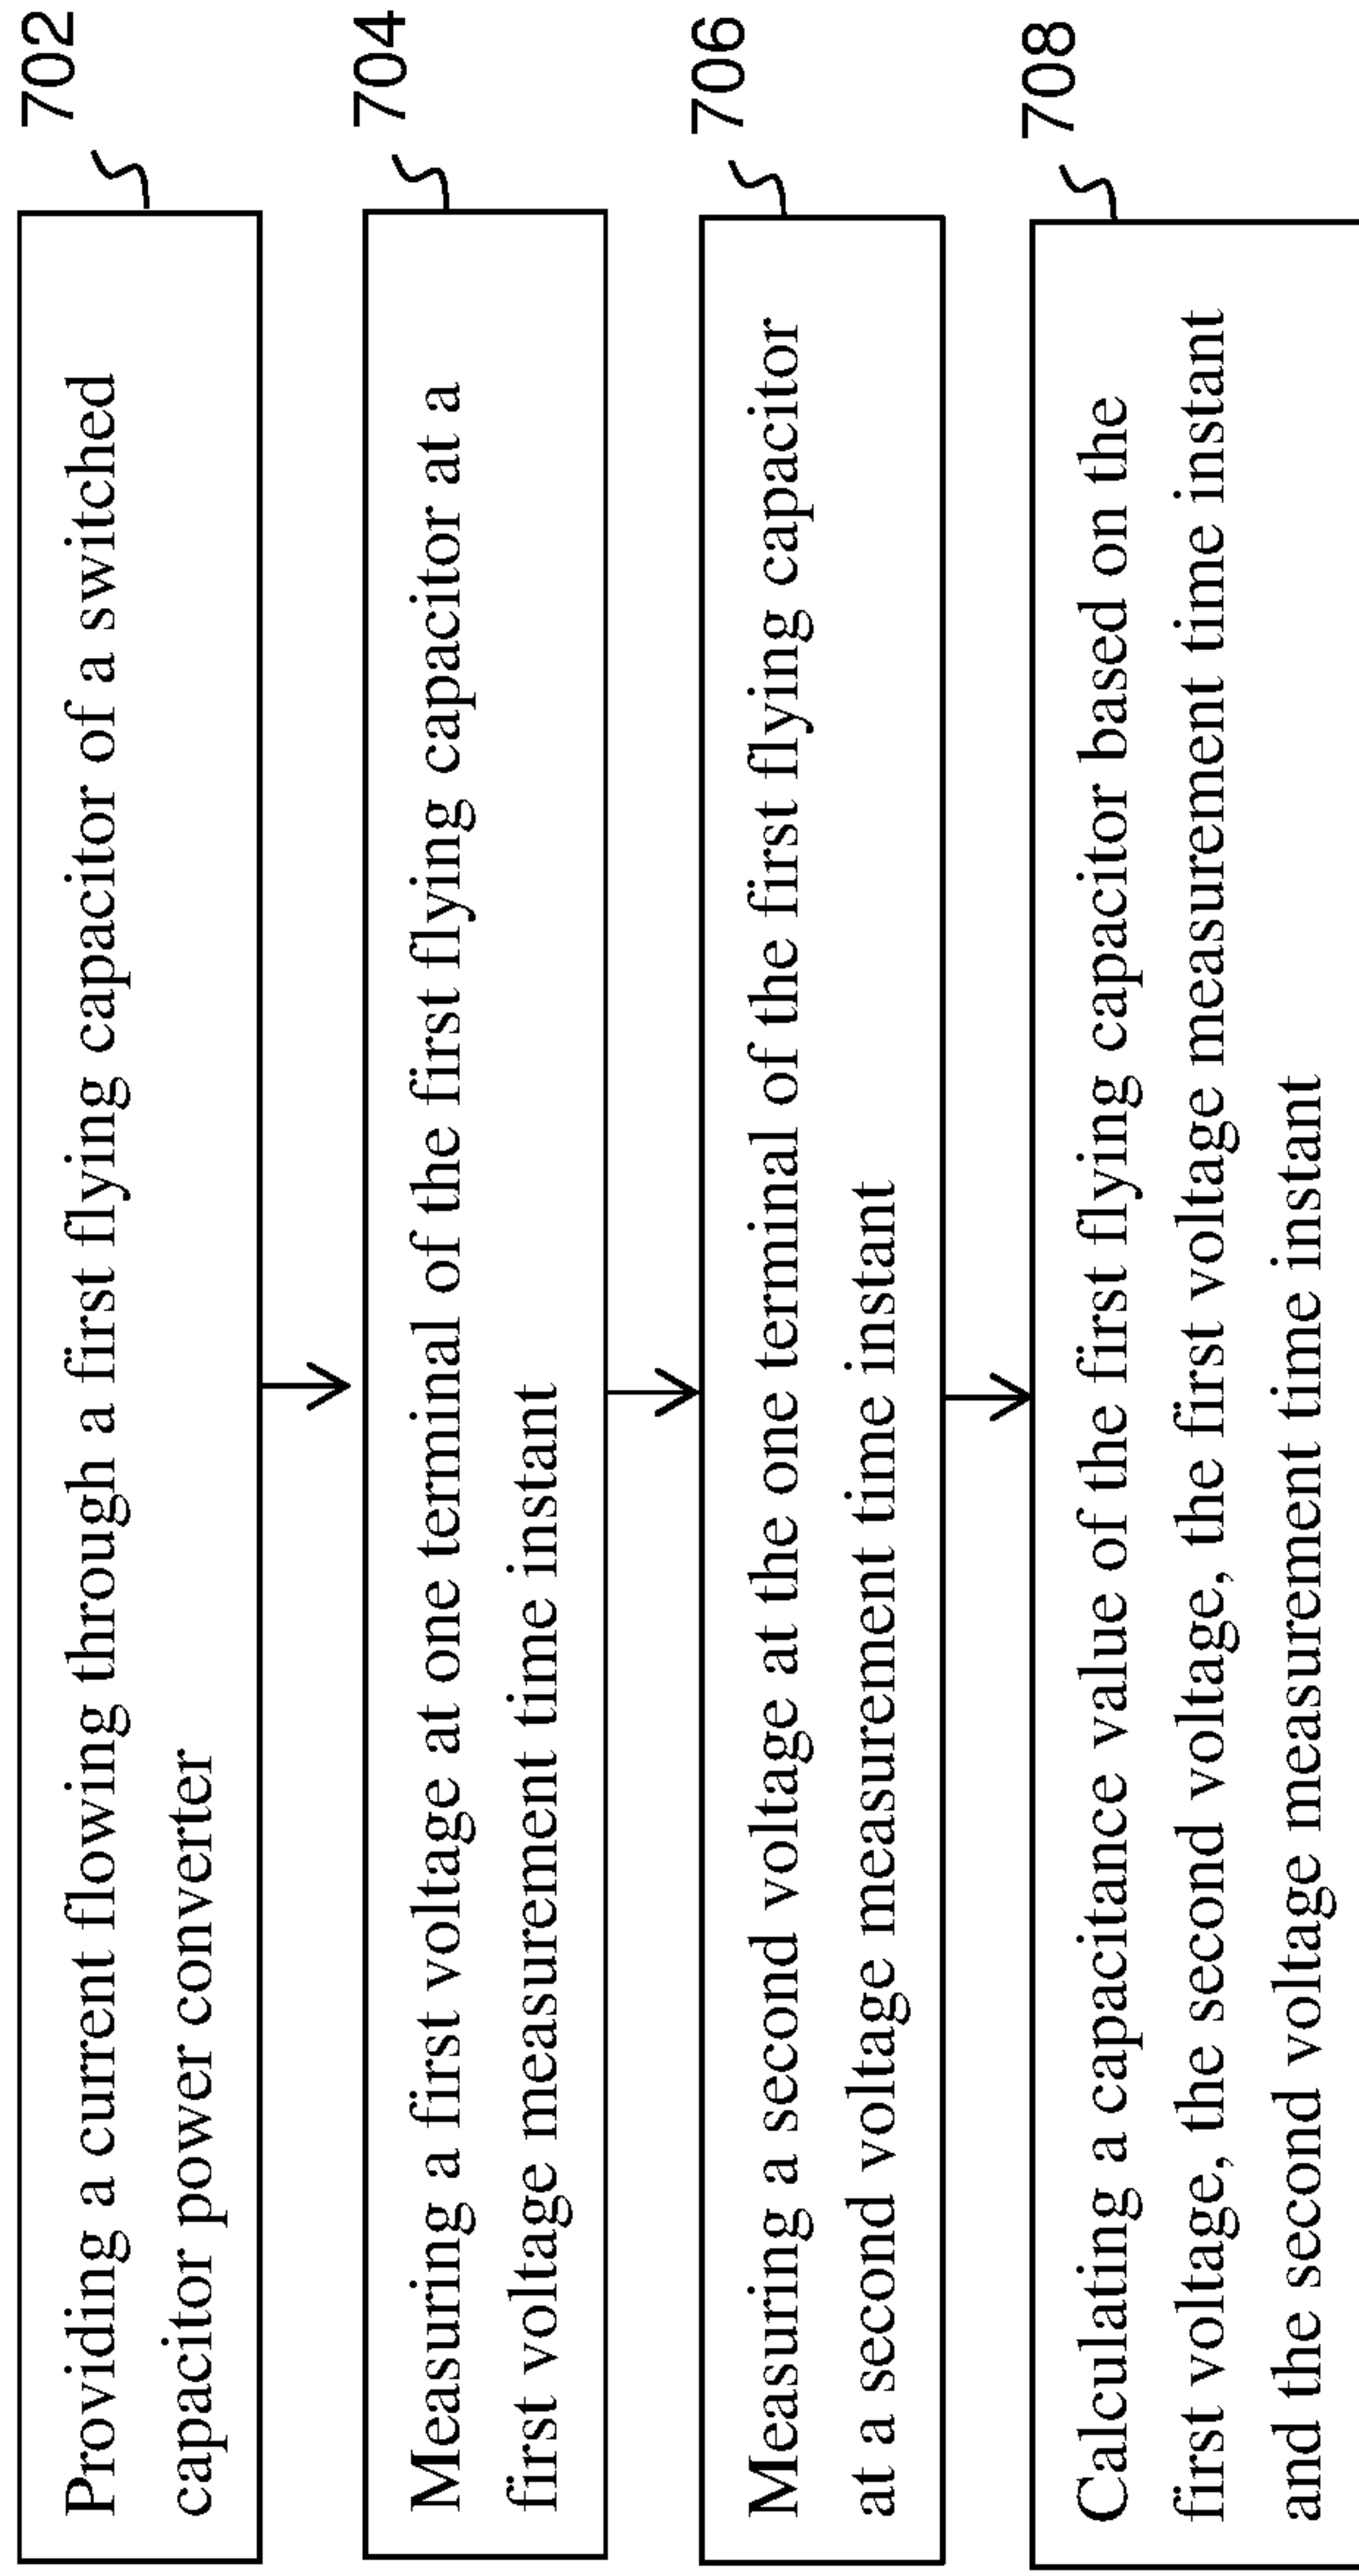 702
Providing a current flowing through a first flying capacitor of a switched
capacitor power converter
704
Measuring a first voltage at one terminal of the first flying capacitor at a
first voltage measurement time instant
706
Measuring a second voltage at the one terminal of the first flying capacitor
at a second voltage measurement time instant
708
Calculating a capacitance value of the first flying capacitor based on the
first voltage, the second voltage, the first voltage measurement time instant
and the second voltage measurement time instant